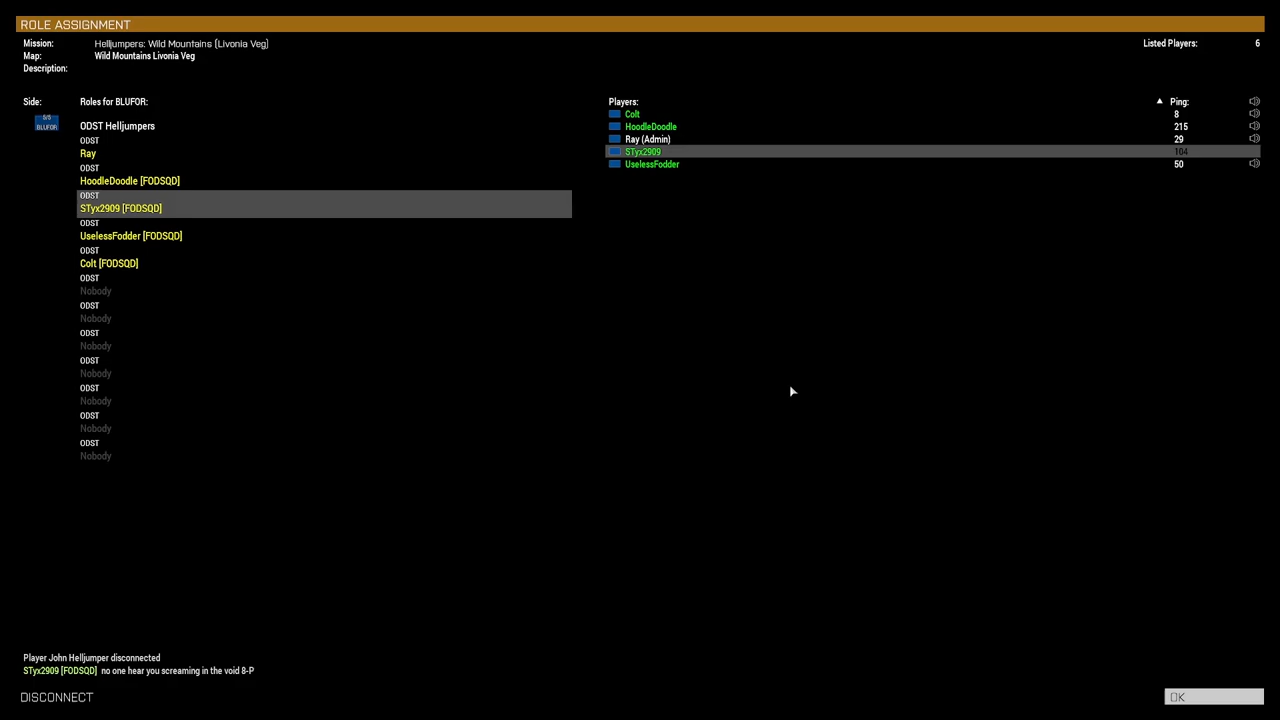 ROLE ASSIGNMENT
Mission: Helljumpers: Wild Mountains (Livonia Veg) Listed Players: 6
Map: Wild Mountains Livonia Veg
Description:
Side: Roles for BLUFOR: Players: Ping:
5/5
BLUFOR
ODST Helljumpers
ODST
Ray
ODST
HoodleDoodle [FODSQD]
ODST
STyx2909 [FODSQD]
ODST
UselessFodder [FODSQD]
ODST
Colt [FODSQD]
ODST
Nobody
ODST
Nobody
ODST
Nobody
ODST
Nobody
ODST
Nobody
ODST
Nobody
ODST
Nobody
Colt 8
HoodleDoodle 215
Ray (Admin) 29
STyx2909 104
UselessFodder 50
Player John Helljumper disconnected
STyx2909 [FODSQD] no one hear you screaming in the void 8-P
DISCONNECT
OK